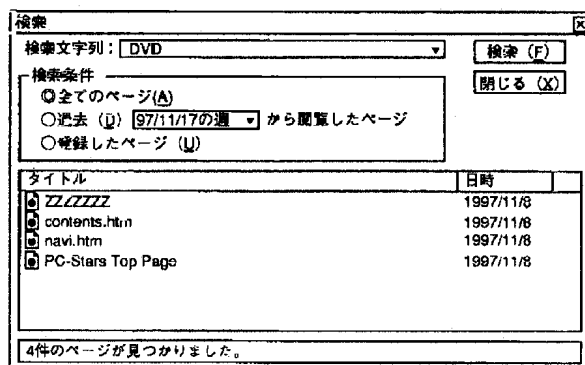 検索
検索文字列： DVD
検索（F）
検索条件
閉じる（X）
◎全てのページ(A)
○過去（D） 97/11/17の週 から閲覧したページ
○登録したページ（U）
タイトル 日時
ZZZZZZZ 1997/11/8
contents.htm 1997/11/8
navi.htm 1997/11/8
PC-Stars Top Page 1997/11/8
4件のページが見つかりました。